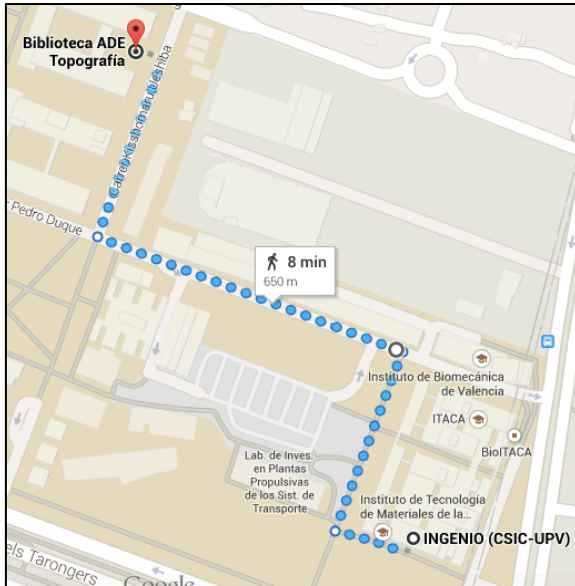 Biblioteca ADE
Topografía
Carrer Kisshomaru Ueshiba
Pedro Duque
8 min
650 m
Instituto de Biomecánica
de Valencia
ITACA
BioITACA
Lab. de Inves.
en Plantas
Propulsivas
de los Sist. de
Transporte
Instituto de Tecnología
de Materiales de la...
INGENIO (CSIC-UPV)
els Tarongers
Google